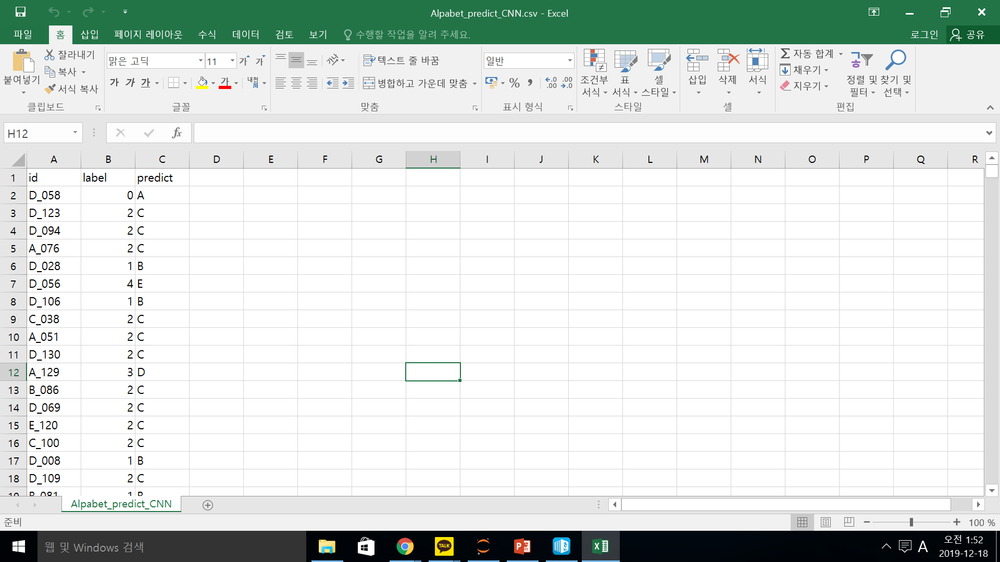 Alpabet_predict_CNN.csv - Excel
파일 홈 삽입 페이지 레이아웃 수식 데이터 검토 보기 수행할 작업을 알려 주세요. 로그인 공유
붙여넣기 잘라내기 복사 서식 복사 클립보드
맑은 고딕 11 가 가
가 가 가 가 내천 글꼴
텍스트 줄 바꿈
병합하고 가운데 맞춤 맞춤
일반
% , ←.0 .00 .00 →.0 표시 형식
조건부 서식 표 서식 셀 스타일 스타일
삽입 삭제 서식 셀
자동 합계 채우기 지우기 정렬 및 필터 찾기 및 선택 편집
H12 fx
A B C D E F G H I J K L M N O P Q R
1 id label predict
2 D_058 0 A
3 D_123 2 C
4 D_094 2 C
5 A_076 2 C
6 D_028 1 B
7 D_056 4 E
8 D_106 1 B
9 C_038 2 C
10 A_051 2 C
11 D_130 2 C
12 A_129 3 D
13 B_086 2 C
14 D_069 2 C
15 E_120 2 C
16 C_100 2 C
17 D_008 1 B
18 D_109 2 C
19 B_081 1 B
Alpabet_predict_CNN
준비 100 %
웹 및 Windows 검색 TALK A 오전 1:52
2019-12-18